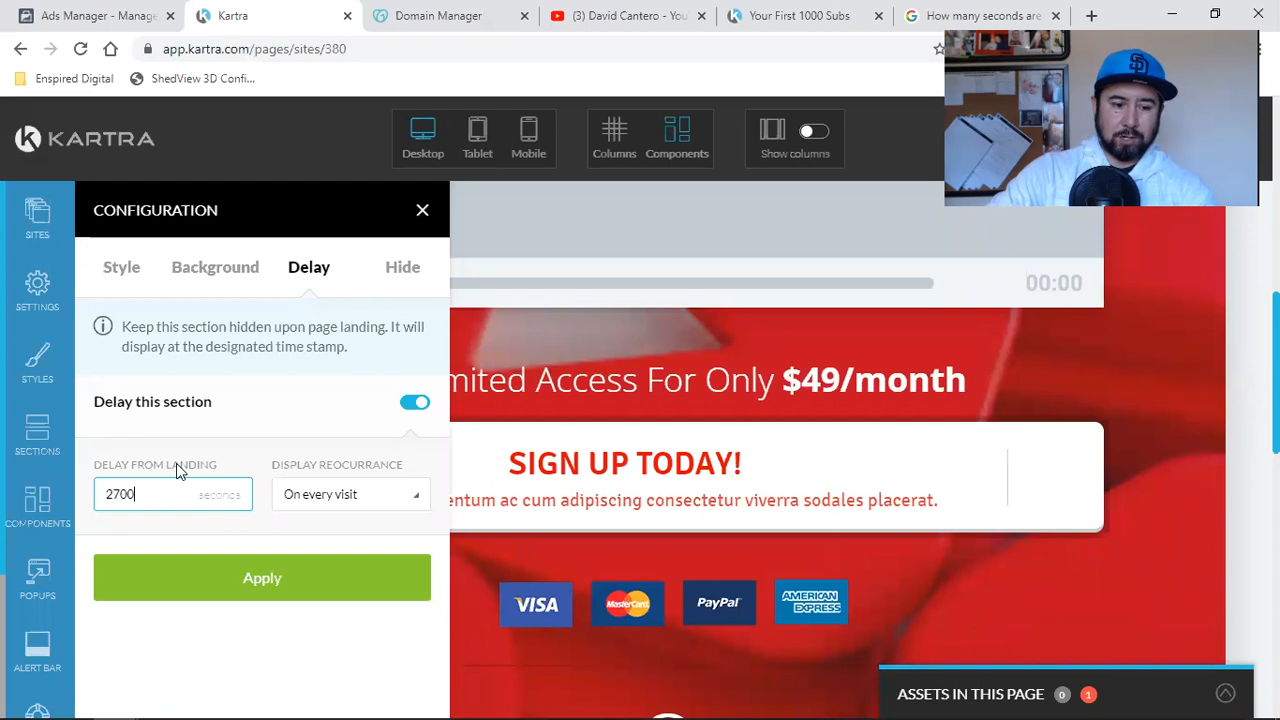 Ads Manager - Manage
Kartra
Domain Manager
(3) David Cantero - You
Your First 1000 Subs
How many seconds are
app.kartra.com/pages/sites/380
Enspired Digital
ShedView 3D Confi...
KARTRA
Desktop
Tablet
Mobile
Columns
Components
Show columns
SITES
SETTINGS
STYLES
SECTIONS
COMPONENTS
POPUPS
ALERT BAR
CONFIGURATION
Style
Background
Delay
Hide
Keep this section hidden upon page landing. It will
display at the designated time stamp.
Delay this section
DELAY FROM LANDING
DISPLAY REOCURRANCE
2700
seconds
On every visit
Apply
00:00
mited Access For Only $49/month
SIGN UP TODAY!
entum ac cum adipiscing consectetur viverra sodales placerat.
VISA
MasterCard
PayPal
AMERICAN
EXPRESS
ASSETS IN THIS PAGE 0 1